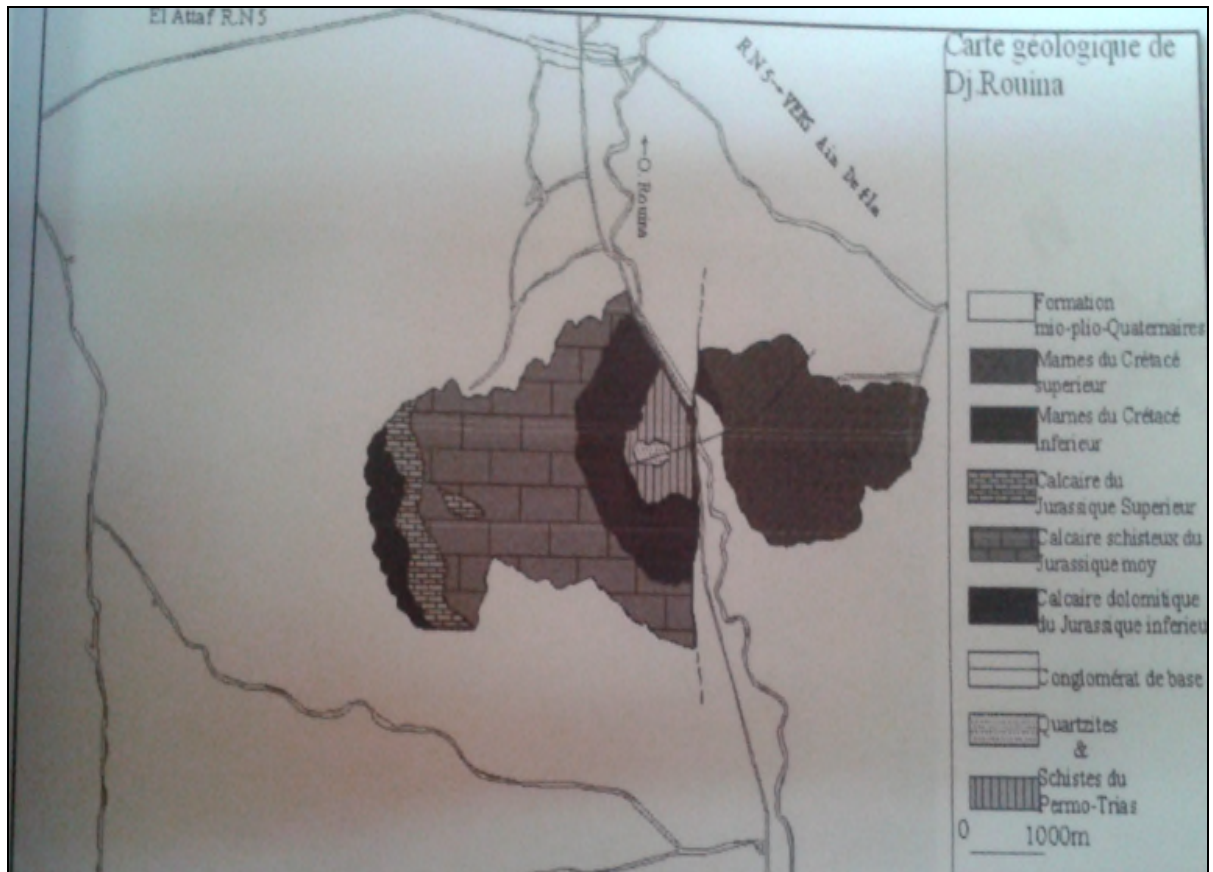 El Attaf R.N5
R.N 5→ VERS Ain Defla
←O. Rouina
Carte géologique de
Dj.Rouina
Formation
mio-plio-Quaternaires
Marnes du Crétacé
superieur
Marnes du Crétacé
inferieur
Calcaire du
Jurassique Superieur
Calcaire schisteux du
Jurassique moy
Calcaire dolomitique
du Jurassique inferieu
Conglomérat de base
Quartzites
&
Schistes du
Permo-Trias
0 1000m